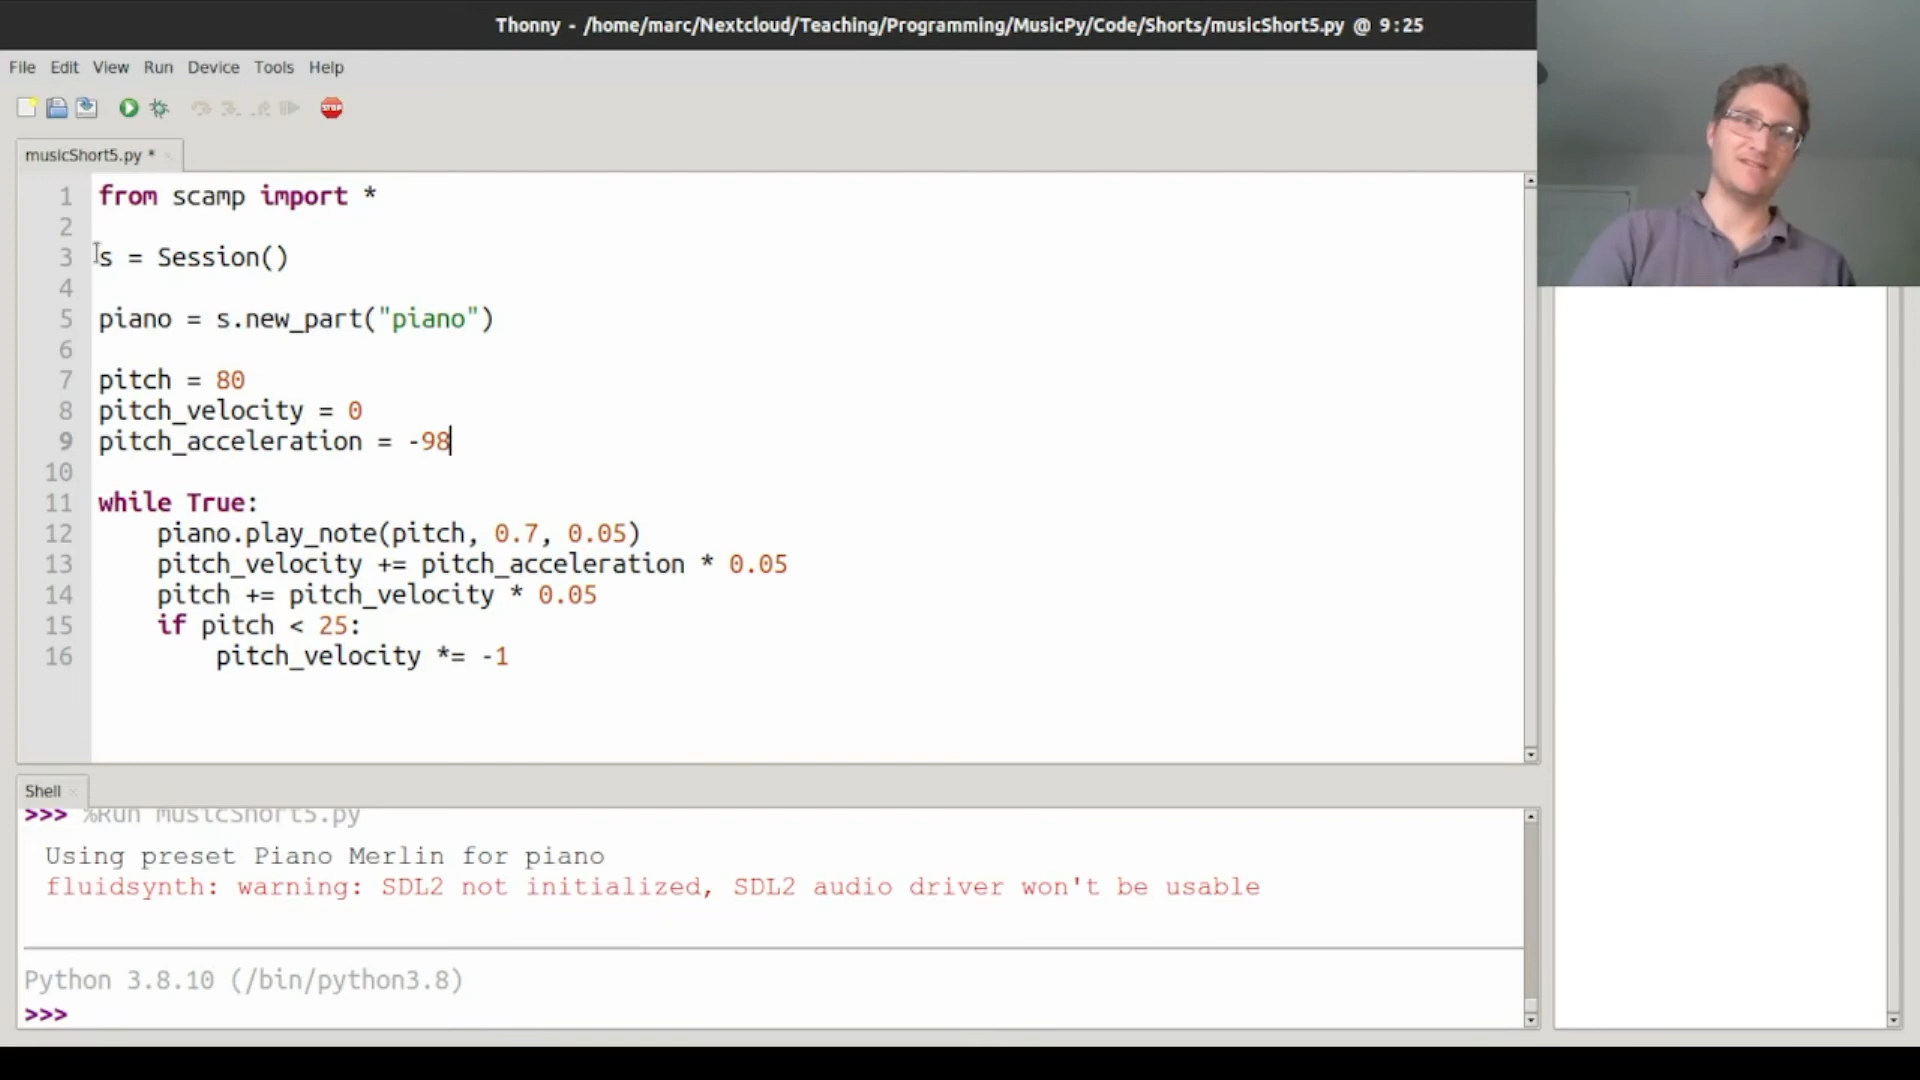 Thonny - /home/marc/Nextcloud/Teaching/Programming/MusicPy/Code/Shorts/musicShort5.py @ 9:25
File Edit View Run Device Tools Help
STOP
musicShort5.py *
1 from scamp import *
2
3 s = Session()
4
5 piano = s.new_part("piano")
6
7 pitch = 80
8 pitch_velocity = 0
9 pitch_acceleration = -98
10
11 while True:
12     piano.play_note(pitch, 0.7, 0.05)
13     pitch_velocity += pitch_acceleration * 0.05
14     pitch += pitch_velocity * 0.05
15     if pitch < 25:
16         pitch_velocity *= -1
Shell
>>> %Run musicShort5.py
Using preset Piano Merlin for piano
fluidsynth: warning: SDL2 not initialized, SDL2 audio driver won't be usable
Python 3.8.10 (/bin/python3.8)
>>>